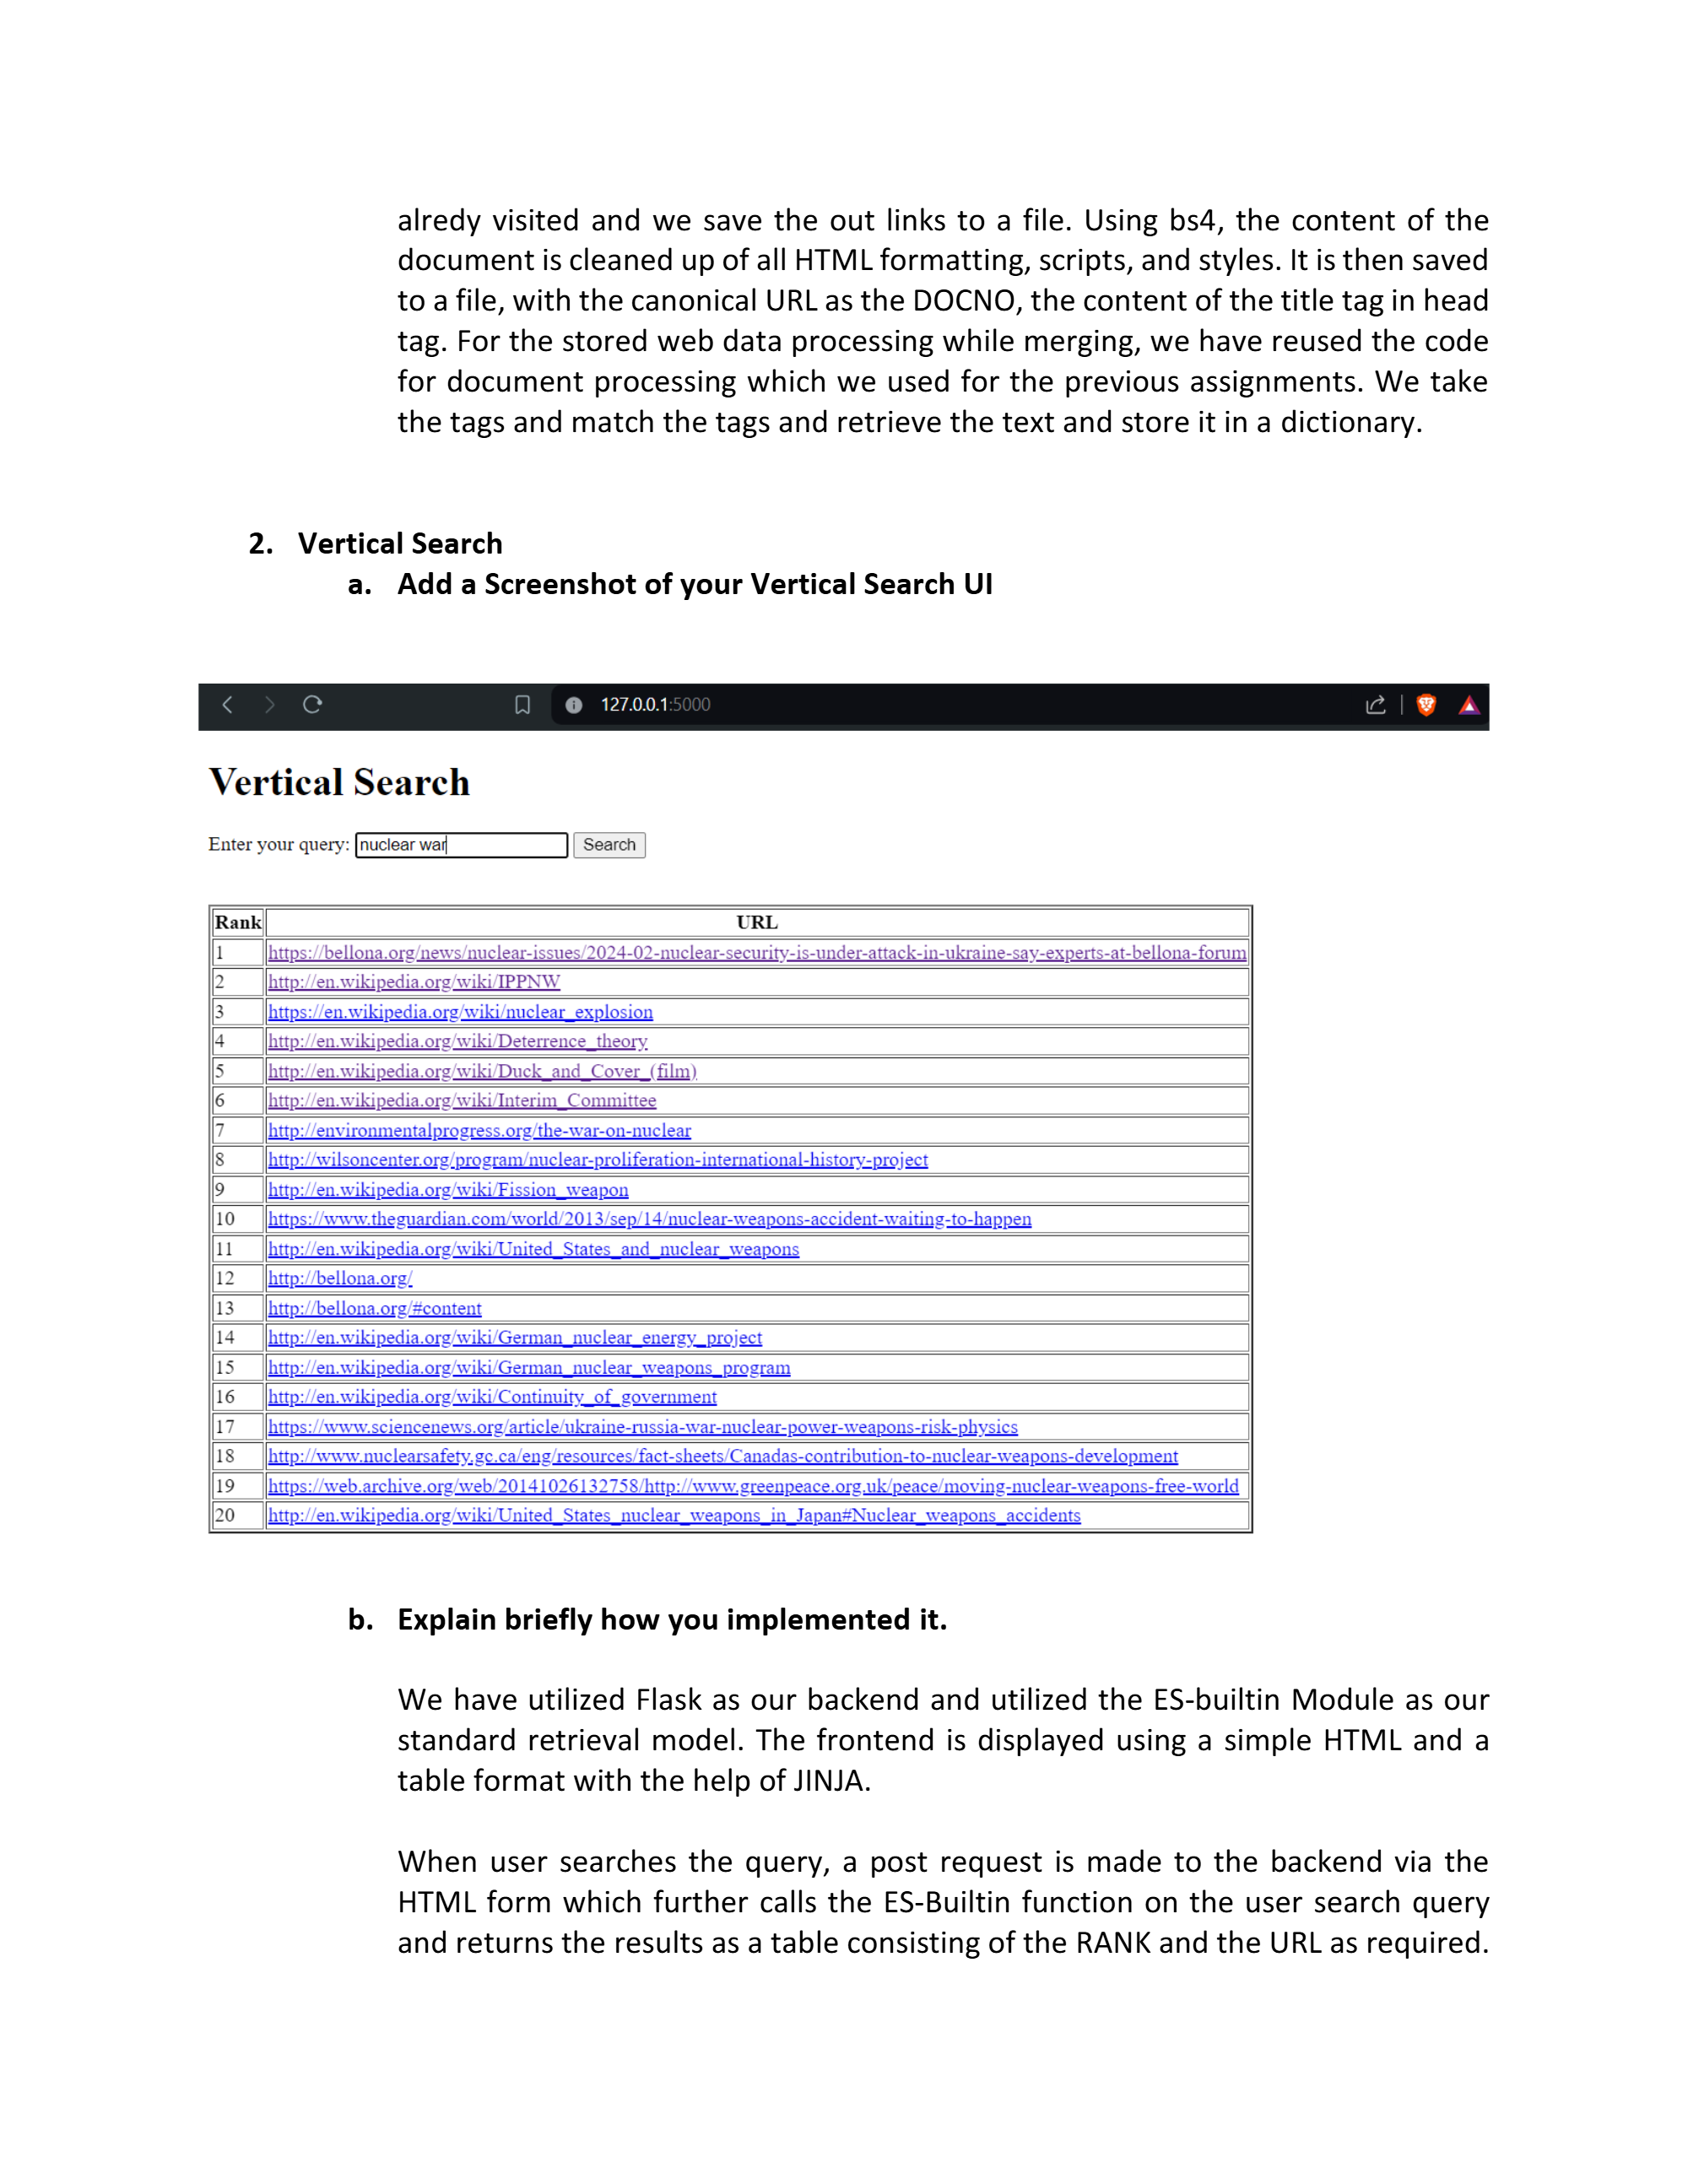 alredy visited and we save the out links to a file. Using bs4, the content of the
document is cleaned up of all HTML formatting, scripts, and styles. It is then saved
to a file, with the canonical URL as the DOCNO, the content of the title tag in head
tag. For the stored web data processing while merging, we have reused the code
for document processing which we used for the previous assignments. We take
the tags and match the tags and retrieve the text and store it in a dictionary.
2. Vertical Search
a. Add a Screenshot of your Vertical Search UI
127.0.0.1:5000
Vertical Search
Enter your query: nuclear war Search
Rank URL
1 https://bellona.org/news/nuclear-issues/2024-02-nuclear-security-is-under-attack-in-ukraine-say-experts-at-bellona-forum
2 http://en.wikipedia.org/wiki/IPPNW
3 https://en.wikipedia.org/wiki/nuclear_explosion
4 http://en.wikipedia.org/wiki/Deterrence_theory
5 http://en.wikipedia.org/wiki/Duck_and_Cover_(film)
6 http://en.wikipedia.org/wiki/Interim_Committee
7 http://environmentalprogress.org/the-war-on-nuclear
8 http://wilsoncenter.org/program/nuclear-proliferation-international-history-project
9 http://en.wikipedia.org/wiki/Fission_weapon
10 https://www.theguardian.com/world/2013/sep/14/nuclear-weapons-accident-waiting-to-happen
11 http://en.wikipedia.org/wiki/United_States_and_nuclear_weapons
12 http://bellona.org/
13 http://bellona.org/#content
14 http://en.wikipedia.org/wiki/German_nuclear_energy_project
15 http://en.wikipedia.org/wiki/German_nuclear_weapons_program
16 http://en.wikipedia.org/wiki/Continuity_of_government
17 https://www.sciencenews.org/article/ukraine-russia-war-nuclear-power-weapons-risk-physics
18 http://www.nuclearsafety.gc.ca/eng/resources/fact-sheets/Canadas-contribution-to-nuclear-weapons-development
19 https://web.archive.org/web/20141026132758/http://www.greenpeace.org.uk/peace/moving-nuclear-weapons-free-world
20 http://en.wikipedia.org/wiki/United_States_nuclear_weapons_in_Japan#Nuclear_weapons_accidents
b. Explain briefly how you implemented it.
We have utilized Flask as our backend and utilized the ES-builtin Module as our
standard retrieval model. The frontend is displayed using a simple HTML and a
table format with the help of JINJA.
When user searches the query, a post request is made to the backend via the
HTML form which further calls the ES-Builtin function on the user search query
and returns the results as a table consisting of the RANK and the URL as required.